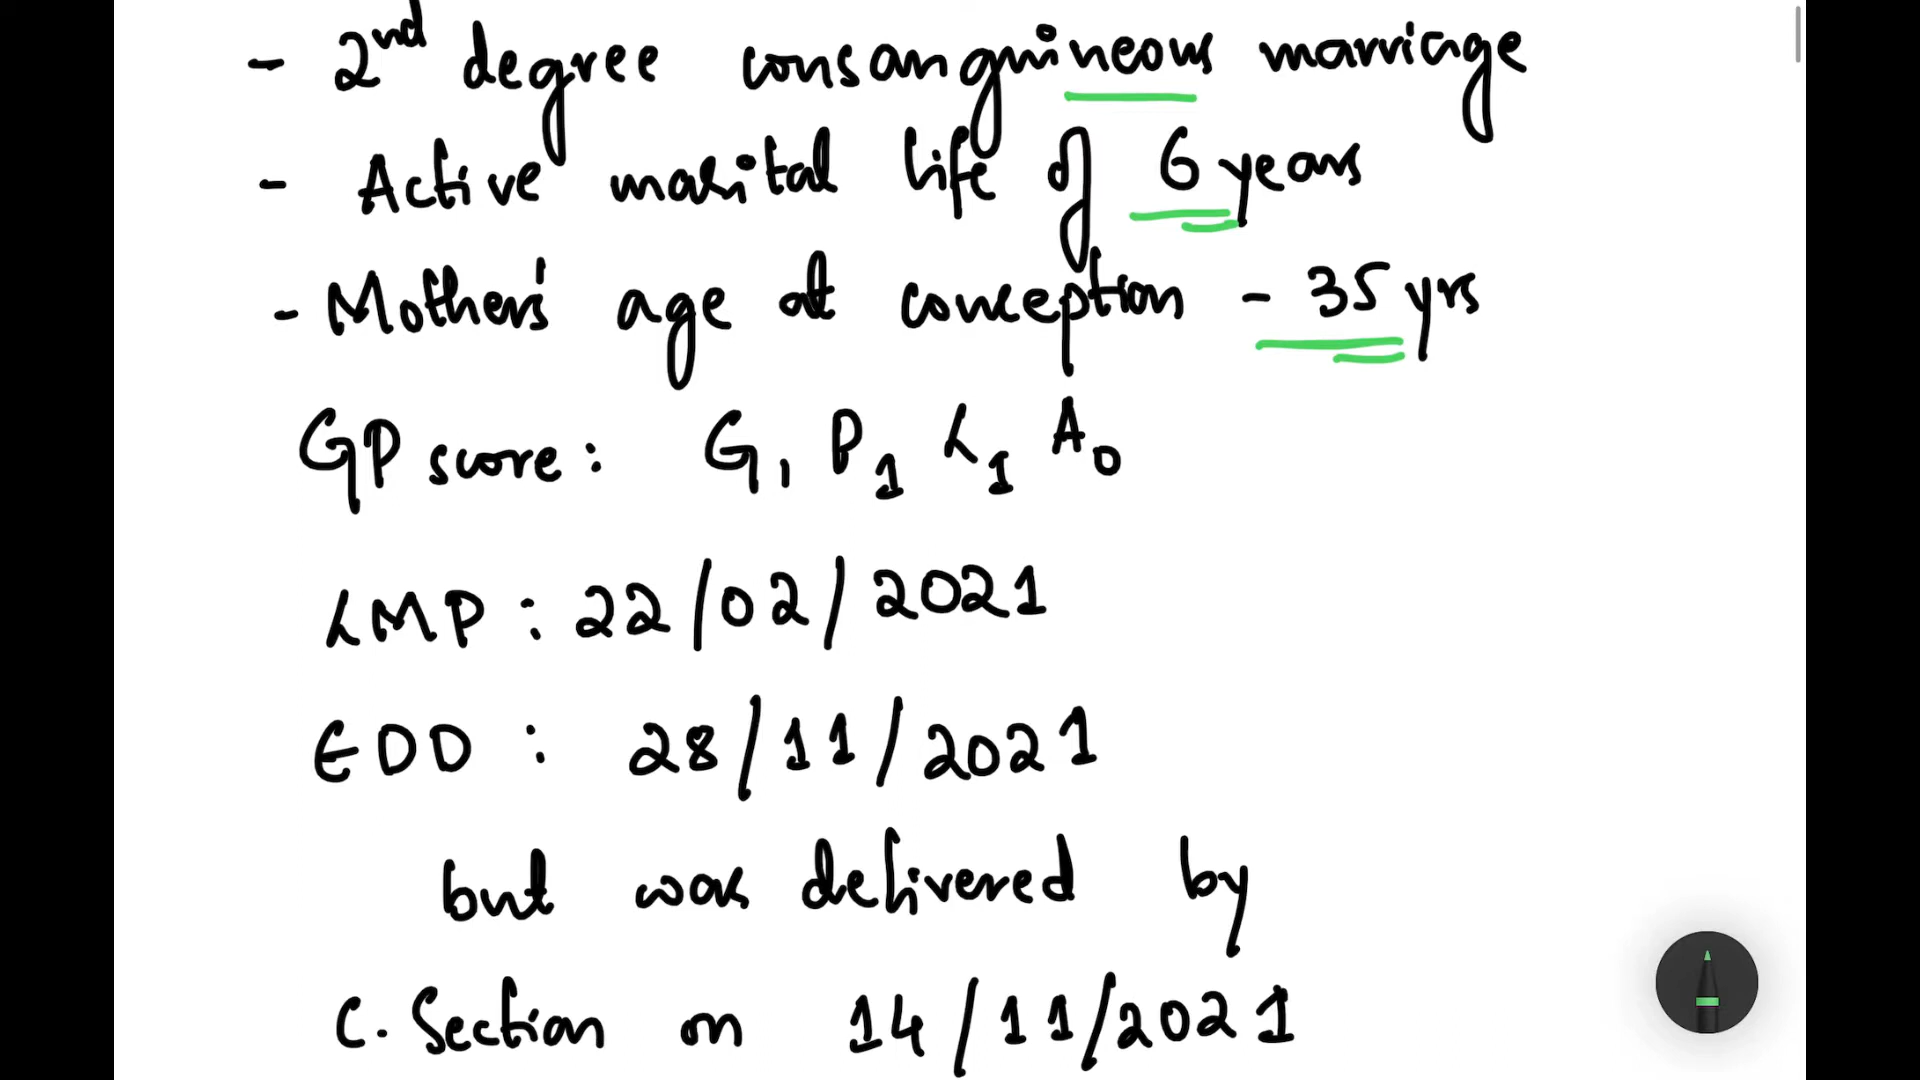 - 2nd degree consanguineous marriage
- Active marital life of 6 years
- Mother's age at conception - 35 yrs
GP score : G1 P1 L1 A0
LMP : 22/02/2021
EDD : 28/11/2021
but was delivered by
C. Section on 14/11/2021